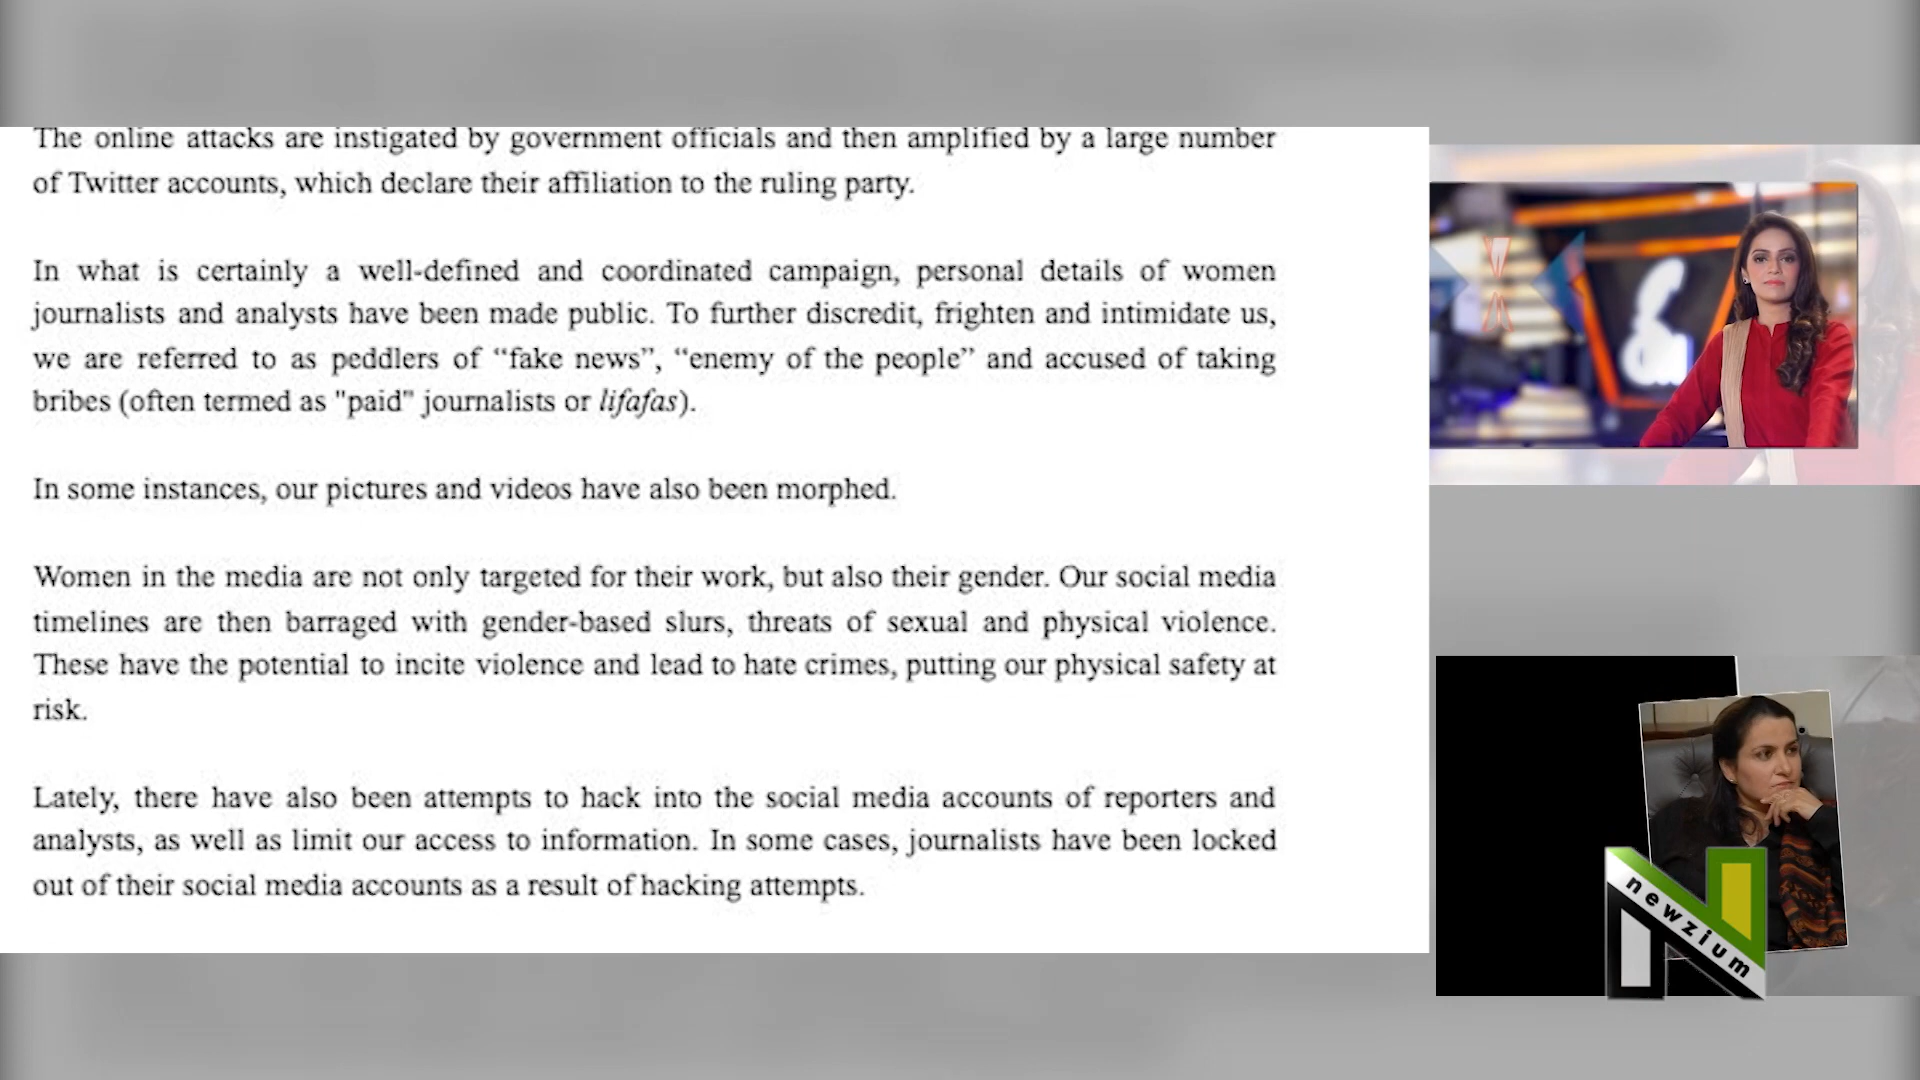 The online attacks are instigated by government officials and then amplified by a large number
of Twitter accounts, which declare their affiliation to the ruling party.
In what is certainly a well-defined and coordinated campaign, personal details of women
journalists and analysts have been made public. To further discredit, frighten and intimidate us,
we are referred to as peddlers of “fake news”, “enemy of the people” and accused of taking
bribes (often termed as "paid" journalists or lifafas).
In some instances, our pictures and videos have also been morphed.
Women in the media are not only targeted for their work, but also their gender. Our social media
timelines are then barraged with gender-based slurs, threats of sexual and physical violence.
These have the potential to incite violence and lead to hate crimes, putting our physical safety at
risk.
Lately, there have also been attempts to hack into the social media accounts of reporters and
analysts, as well as limit our access to information. In some cases, journalists have been locked
out of their social media accounts as a result of hacking attempts.
newzium